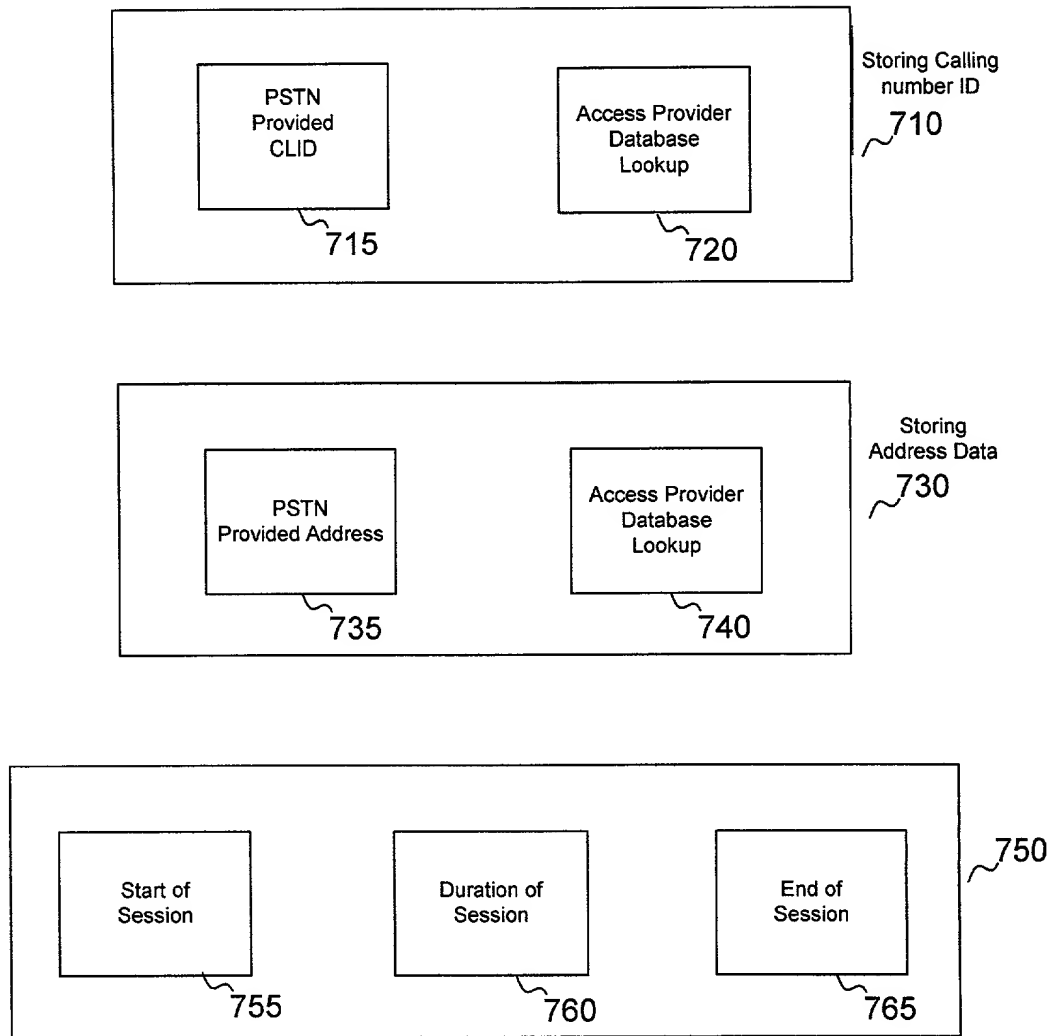 PSTN
Provided
CLID
715
Access Provider
Database
Lookup
720
Storing Calling
number ID
710
PSTN
Provided Address
735
Access Provider
Database
Lookup
740
Storing
Address Data
730
Start of
Session
755
Duration of
Session
760
End of
Session
765
750